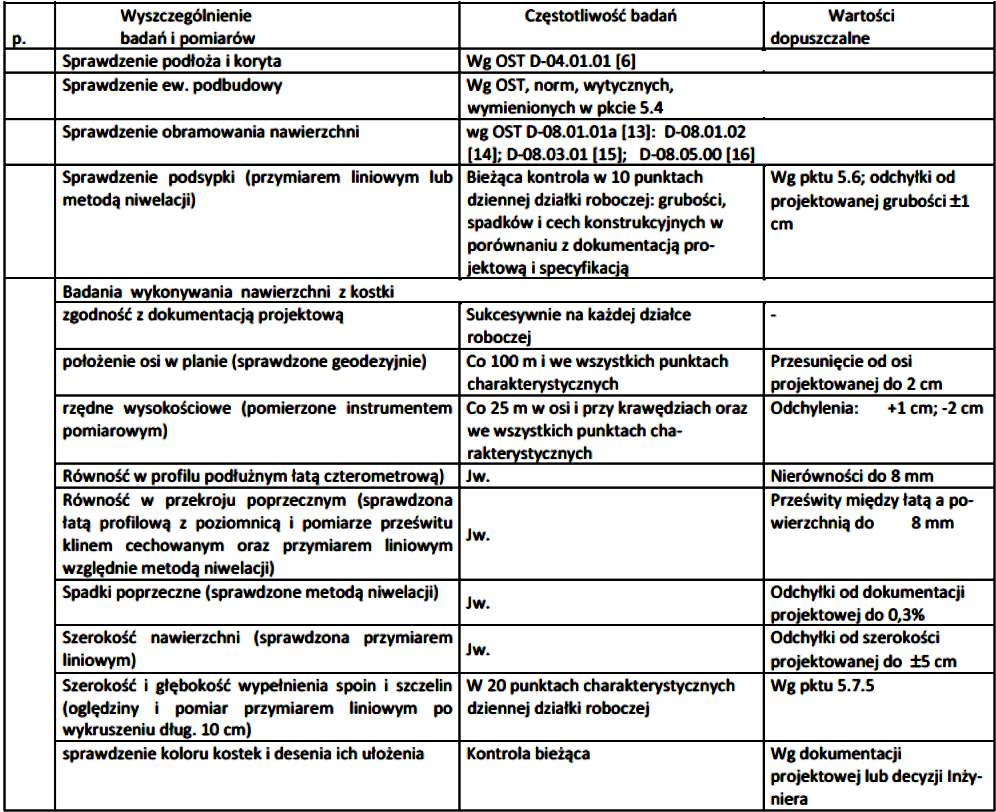 p.
Wyszczególnienie
badań i pomiarów
Częstotliwość badań
Wartości
dopuszczalne
Sprawdzenie podłoża i koryta
Wg OST D-04.01.01 [6]
Sprawdzenie ew. podbudowy
Wg OST, norm, wytycznych,
wymienionych w pkcie 5.4
Sprawdzenie obramowania nawierzchni
wg OST D-08.01.01a [13]: D-08.01.02
[14]; D-08.03.01 [15]; D-08.05.00 [16]
Sprawdzenie podsypki (przymiarem liniowym lub
metodą niwelacji)
Bieżąca kontrola w 10 punktach
dziennej działki roboczej: grubości,
spadków i cech konstrukcyjnych w
porównaniu z dokumentacją pro-
jektową i specyfikacją
Wg pktu 5.6; odchyłki od
projektowanej grubości ±1
cm
Badania wykonywania nawierzchni z kostki
zgodność z dokumentacją projektową
Sukcesywnie na każdej działce
roboczej
-
położenie osi w planie (sprawdzone geodezyjnie)
Co 100 m i we wszystkich punktach
charakterystycznych
Przesunięcie od osi
projektowanej do 2 cm
rzędne wysokościowe (pomierzone instrumentem
pomiarowym)
Co 25 m w osi i przy krawędziach oraz
we wszystkich punktach cha-
rakterystycznych
Odchylenia: +1 cm; -2 cm
Równość w profilu podłużnym łatą czterometrową)
Jw.
Nierówności do 8 mm
Równość w przekroju poprzecznym (sprawdzona
łatą profilową z poziomnicą i pomiarze prześwitu
klinem cechowanym oraz przymiarem liniowym
względnie metodą niwelacji)
Jw.
Prześwity między łatą a po-
wierzchnią do 8 mm
Spadki poprzeczne (sprawdzone metodą niwelacji)
Jw.
Odchyłki od dokumentacji
projektowej do 0,3%
Szerokość nawierzchni (sprawdzona przymiarem
liniowym)
Jw.
Odchyłki od szerokości
projektowanej do ±5 cm
Szerokość i głębokość wypełnienia spoin i szczelin
(oględziny i pomiar przymiarem liniowym po
wykruszeniu dług. 10 cm)
W 20 punktach charakterystycznych
dziennej działki roboczej
Wg pktu 5.7.5
sprawdzenie koloru kostek i desenia ich ułożenia
Kontrola bieżąca
Wg dokumentacji
projektowej lub decyzji Inży-
niera